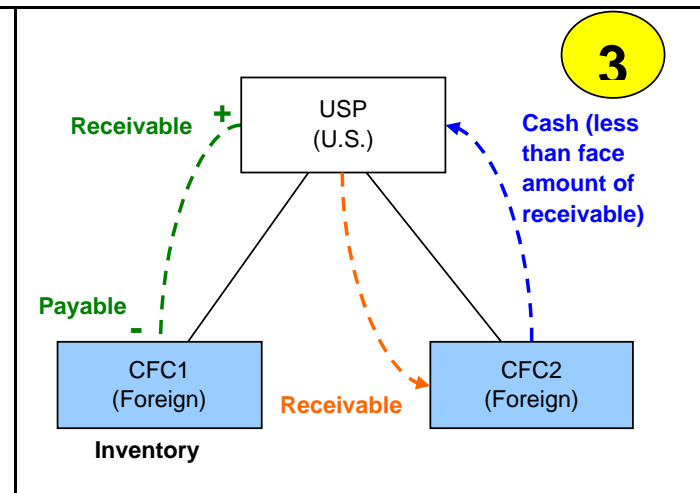 3
USP
(U.S.)
Receivable
+
Cash (less
than face
amount of
receivable)
Payable
-
CFC1
(Foreign)
Receivable
CFC2
(Foreign)
Inventory